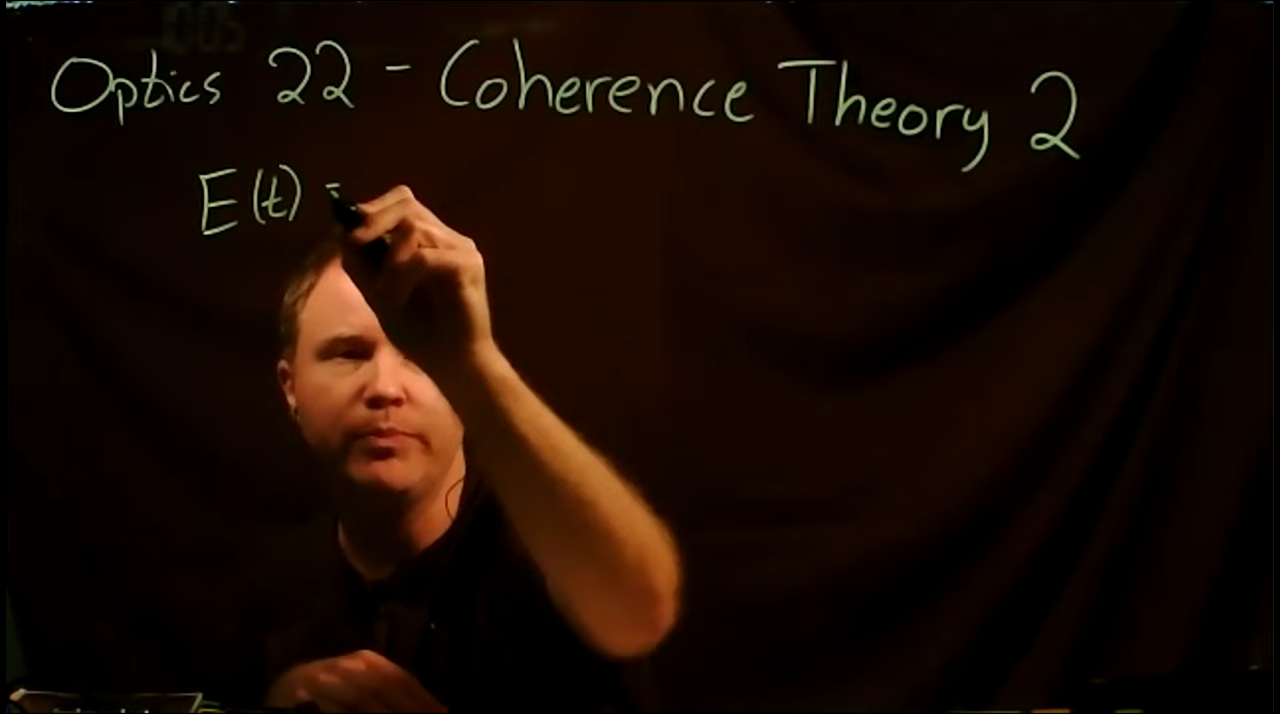 Optics 22 - Coherence Theory 2
E(t) =